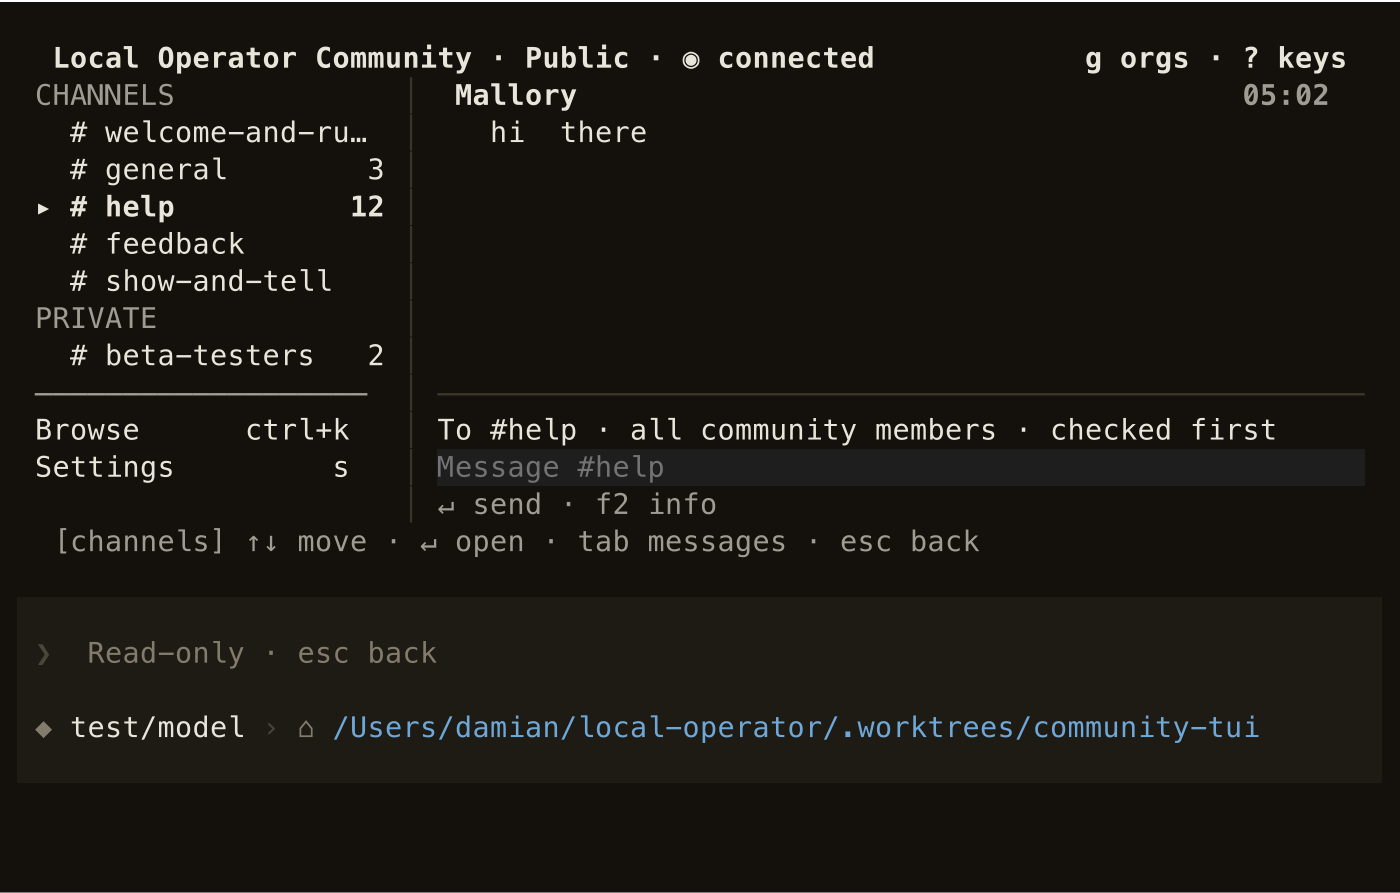 Local Operator Community · Public · ◉ connected g orgs · ? keys
CHANNELS
# welcome-and-ru…
# general 3
▸ # help 12
# feedback
# show-and-tell
PRIVATE
# beta-testers 2
Browse ctrl+k
Settings s
Mallory 05:02
hi  there
To #help · all community members · checked first
Message #help
↵ send · f2 info
[channels] ↑↓ move · ↵ open · tab messages · esc back
❯ Read-only · esc back
◆ test/model › ⌂ /Users/damian/local-operator/.worktrees/community-tui